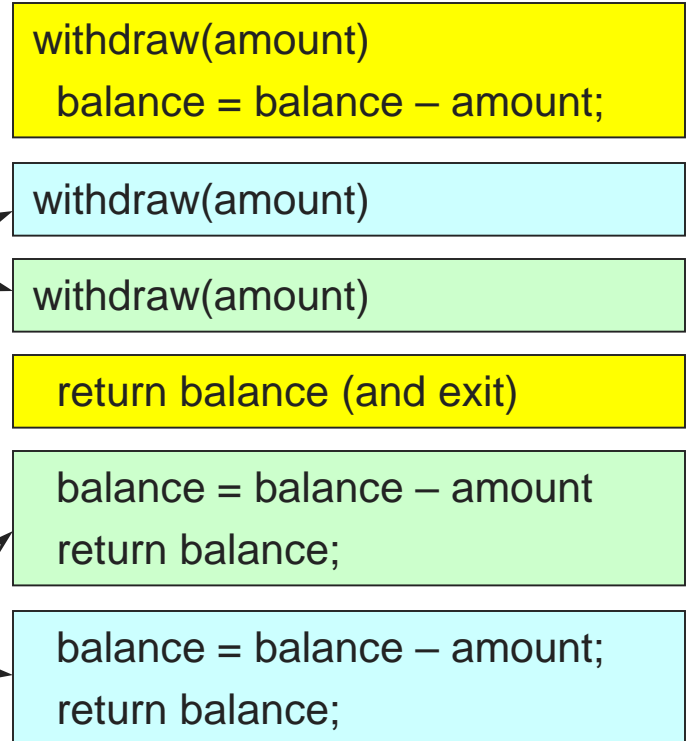 withdraw(amount)
balance = balance – amount;
withdraw(amount)
withdraw(amount)
return balance (and exit)
balance = balance – amount
return balance;
balance = balance – amount;
return balance;